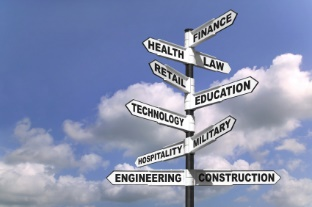 FINANCE
HEALTH
LAW
RETAIL
EDUCATION
TECHNOLOGY
MILITARY
HOSPITALITY
ENGINEERING
CONSTRUCTION